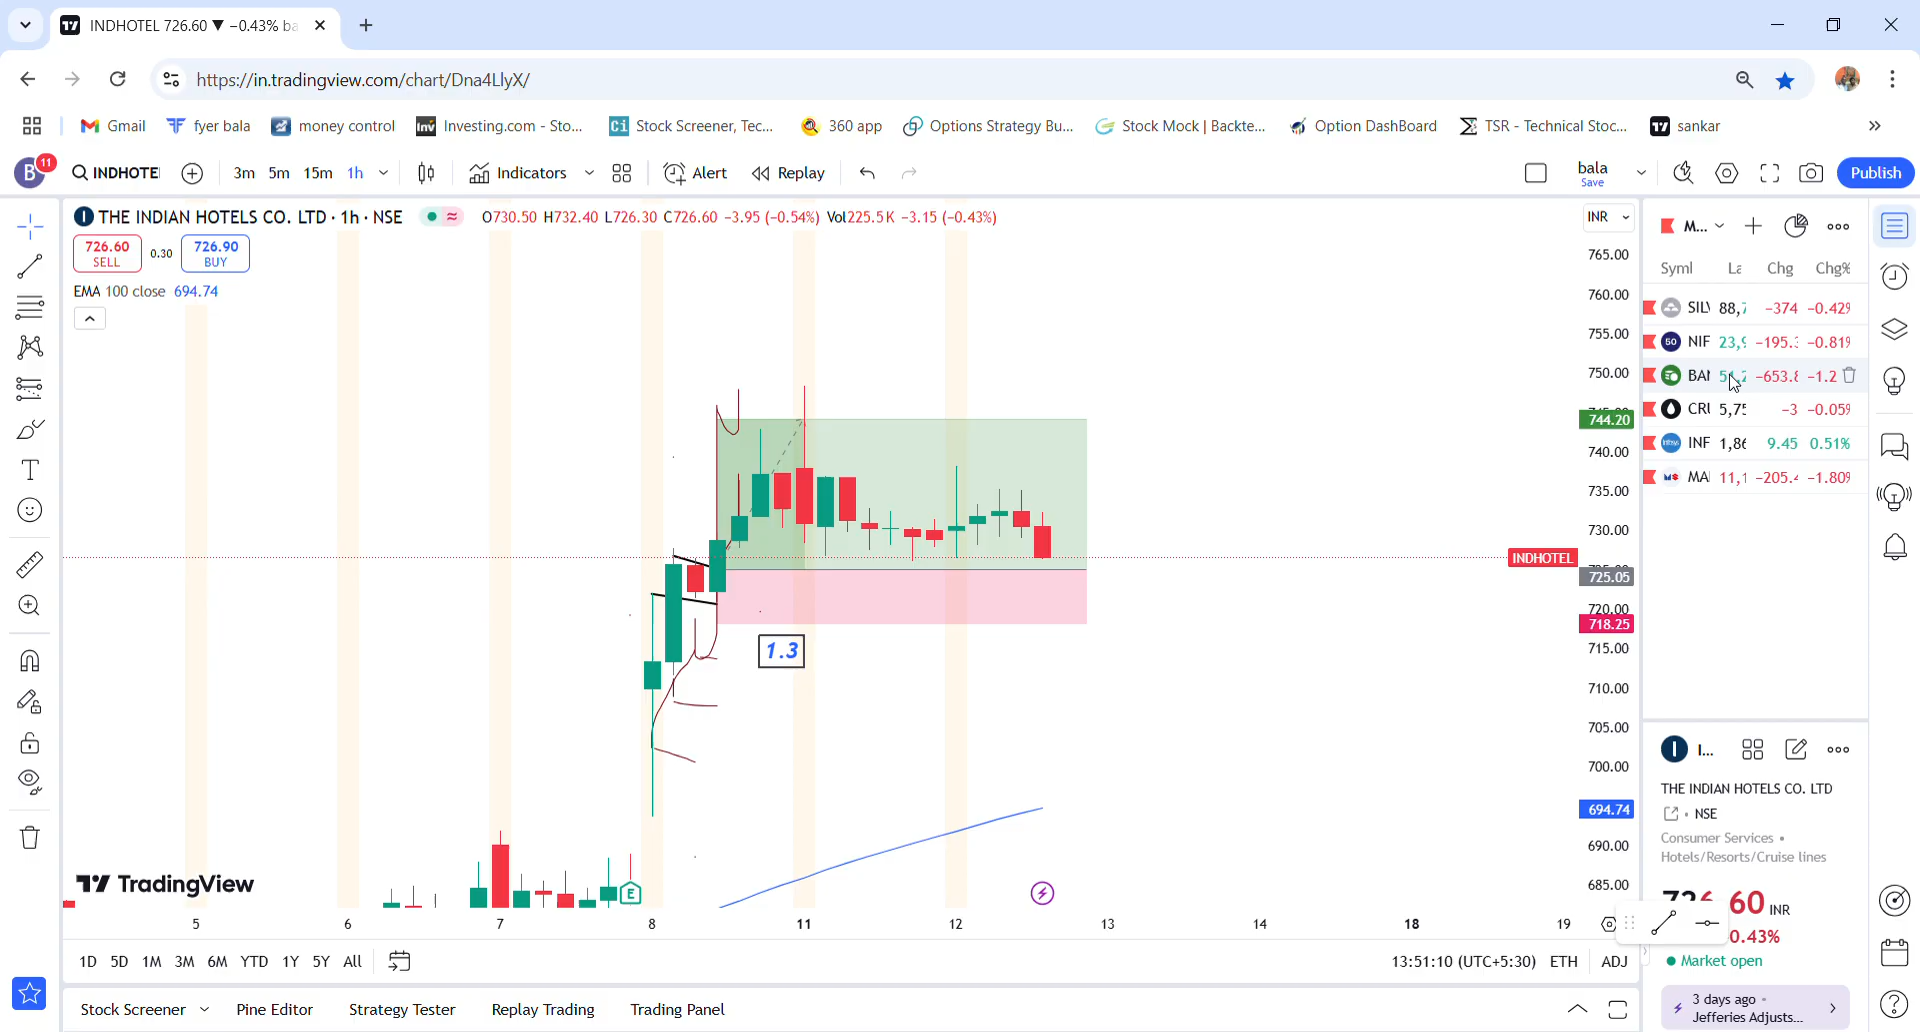 INDHOTEL 726.60 ▼ −0.43% ba
https://in.tradingview.com/chart/Dna4LlyX/
Gmail
fyer bala
money control
Inv Investing.com - Sto...
Ci Stock Screener, Tec...
360 app
Options Strategy Bu...
Stock Mock | Backte...
Option DashBoard
TSR - Technical Stoc...
sankar
B 11
INDHOTE
3m 5m 15m 1h
Indicators
Alert
Replay
bala
Save
Publish
THE INDIAN HOTELS CO. LTD · 1h · NSE
O730.50 H732.40 L726.30 C726.60 −3.95 (−0.54%) Vol225.5K −3.15 (−0.43%)
726.60
SELL
0.30
726.90
BUY
EMA 100 close 694.74
INR
765.00
760.00
755.00
750.00
744.20
740.00
735.00
730.00
INDHOTEL
725.05
720.00
718.25
715.00
710.00
705.00
700.00
694.74
690.00
685.00
1.3
E
TradingView
5 6 7 8 11 12 13 14 18 19
1D 5D 1M 3M 6M YTD 1Y 5Y All
13:51:10 (UTC+5:30) ETH ADJ
Stock Screener
Pine Editor
Strategy Tester
Replay Trading
Trading Panel
M...
Syml La Chg Chg%
SIL 88,7 −374 −0.42%
50 NIF 23,9 −195.3 −0.81%
BAN −653.8 −1.2
CRU 5,75 −3 −0.05%
INF 1,86 9.45 0.51%
MA 11,1 −205.4 −1.80%
I I...
THE INDIAN HOTELS CO. LTD
NSE
Consumer Services •
Hotels/Resorts/Cruise lines
60 INR
0.43%
Market open
3 days ago •
Jefferies Adjusts...